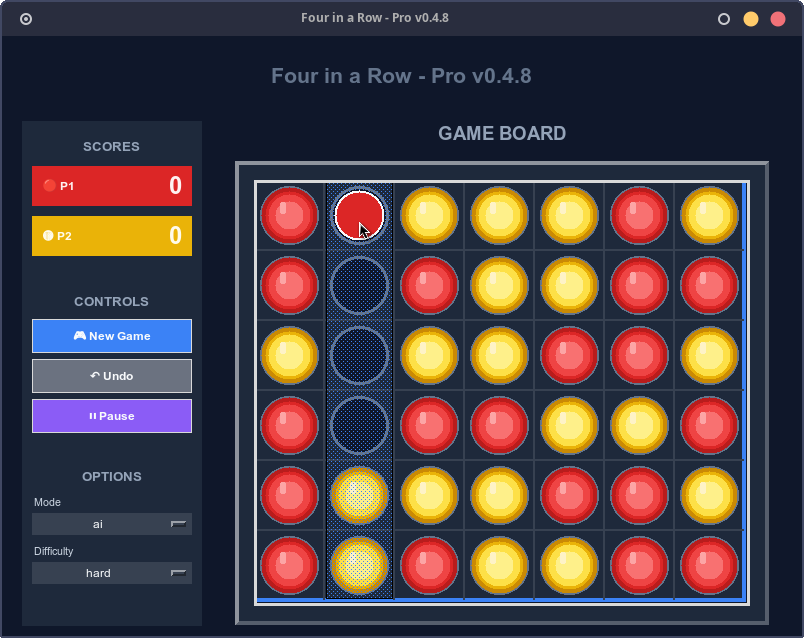 Four in a Row - Pro v0.4.8
Four in a Row - Pro v0.4.8
SCORES
🔴 P1 0
🟡 P2 0
CONTROLS
🎮 New Game
↶ Undo
⏸ Pause
OPTIONS
Mode
ai
Difficulty
hard
GAME BOARD